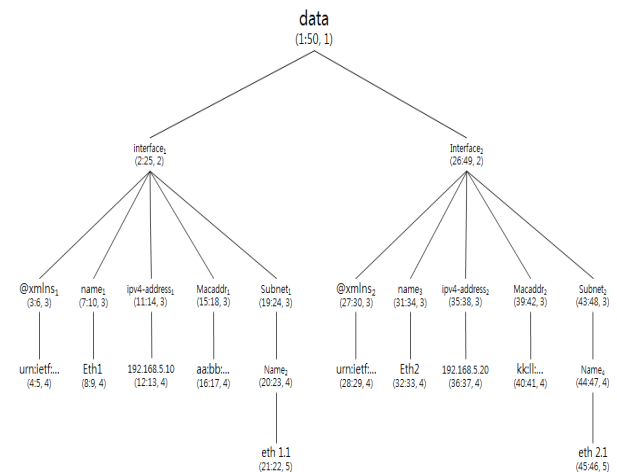 data
(1:50, 1)
interface₁ Interface₂
(2:25, 2) (26:49, 2)
@xmlns₁ name₁ ipv4-address₁ Macaddr₁ Subnet₁ @xmlns₂ name₃ ipv4-address₂ Macaddr₂ Subnet₂
(3:6, 3) (7:10, 3) (11:14, 3) (15:18, 3) (19:24, 3) (27:30, 3) (31:34, 3) (35:38, 3) (39:42, 3) (43:48, 3)
urn:ietf:... Eth1 192.168.5.10 aa:bb:... Name₂ urn:ietf:... Eth2 192.168.5.20 kk:ll:... Name₄
(4:5, 4) (8:9, 4) (12:13, 4) (16:17, 4) (20:23, 4) (28:29, 4) (32:33, 4) (36:37, 4) (40:41, 4) (44:47, 4)
eth 1.1 eth 2.1
(21:22, 5) (45:46, 5)